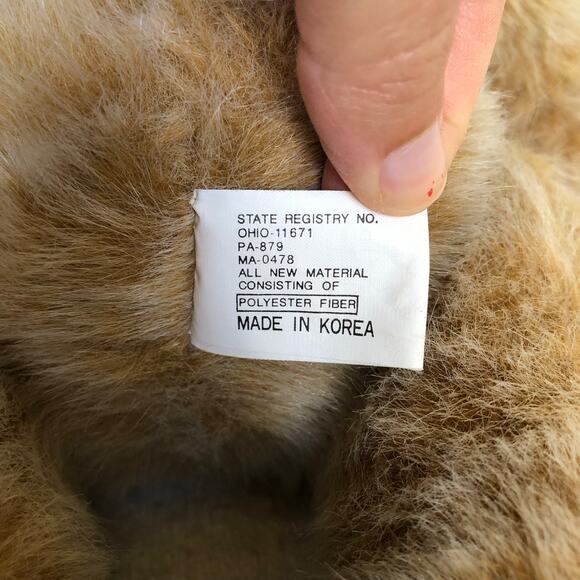 STATE REGISTRY NO.
OHIO-11671
PA-879
MA-0478
ALL NEW MATERIAL
CONSISTING OF
POLYESTER FIBER
MADE IN KOREA